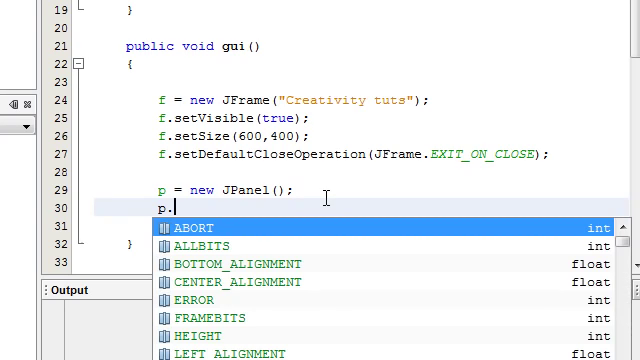 19
}
20
21
public void gui()
22
{
23
24
f = new JFrame("Creativity tuts");
25
f.setVisible(true);
26
f.setSize(600,400);
27
f.setDefaultCloseOperation(JFrame.EXIT_ON_CLOSE);
28
29
p = new JPanel();
30
p.
31
ABORT int
ALLBITS int
32
}
BOTTOM_ALIGNMENT float
33
CENTER_ALIGNMENT float
Output
ERROR int
FRAMEBITS int
HEIGHT int
LEFT_ALIGNMENT float